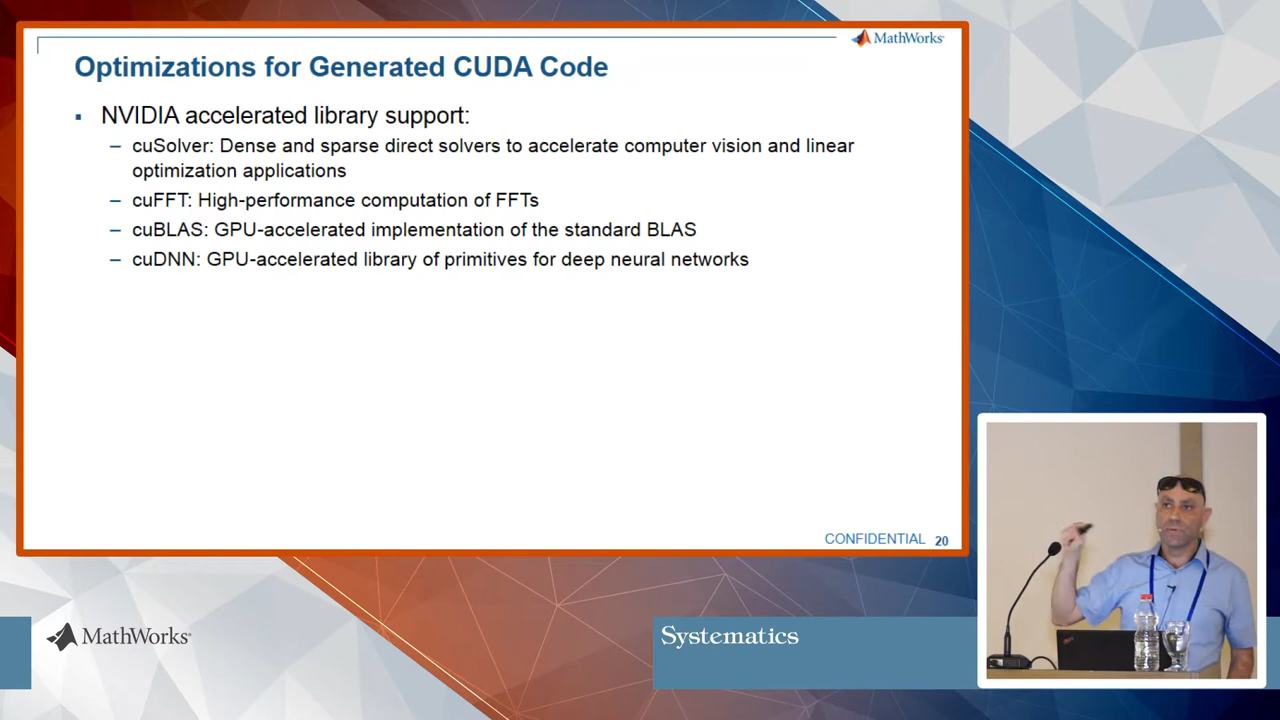 MathWorks
Optimizations for Generated CUDA Code
▪ NVIDIA accelerated library support:
– cuSolver: Dense and sparse direct solvers to accelerate computer vision and linear
optimization applications
– cuFFT: High-performance computation of FFTs
– cuBLAS: GPU-accelerated implementation of the standard BLAS
– cuDNN: GPU-accelerated library of primitives for deep neural networks
CONFIDENTIAL 20
MathWorks
Systematics